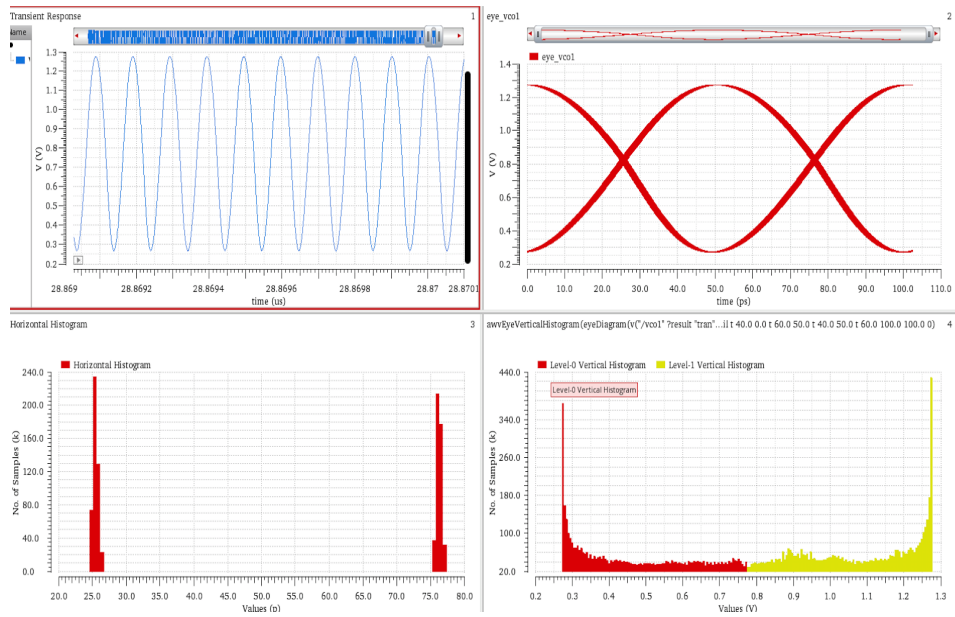 Transient Response 1
ame
1.3
1.2
1.1
1.0
0.9
0.8
0.7
0.6
0.5
0.4
0.3
0.2
V (V)
28.869 28.8692 28.8694 28.8696 28.8698 28.87 28.8701
time (us)
eye_vco1 2
eye_vco1
1.4
1.2
1.0
0.8
0.6
0.4
0.2
V (V)
0.0 10.0 20.0 30.0 40.0 50.0 60.0 70.0 80.0 90.0 100.0 110.0
time (ps)
Horizontal Histogram 3
Horizontal Histogram
240.0
200.0
160.0
120.0
80.0
40.0
0.0
No. of Samples (k)
20.0 25.0 30.0 35.0 40.0 45.0 50.0 55.0 60.0 65.0 70.0 75.0 80.0
Values (p)
awvEyeVerticalHistogram(eyeDiagram(v("/vco1" ?result "tran"...il t 40.0 0.0 t 60.0 50.0 t 40.0 50.0 t 60.0 100.0 100.0 0) 4
Level-0 Vertical Histogram Level-1 Vertical Histogram
Level-0 Vertical Histogram
440.0
340.0
260.0
180.0
100.0
20.0
No. of Samples (k)
0.2 0.3 0.4 0.5 0.6 0.7 0.8 0.9 1.0 1.1 1.2 1.3
Values (V)